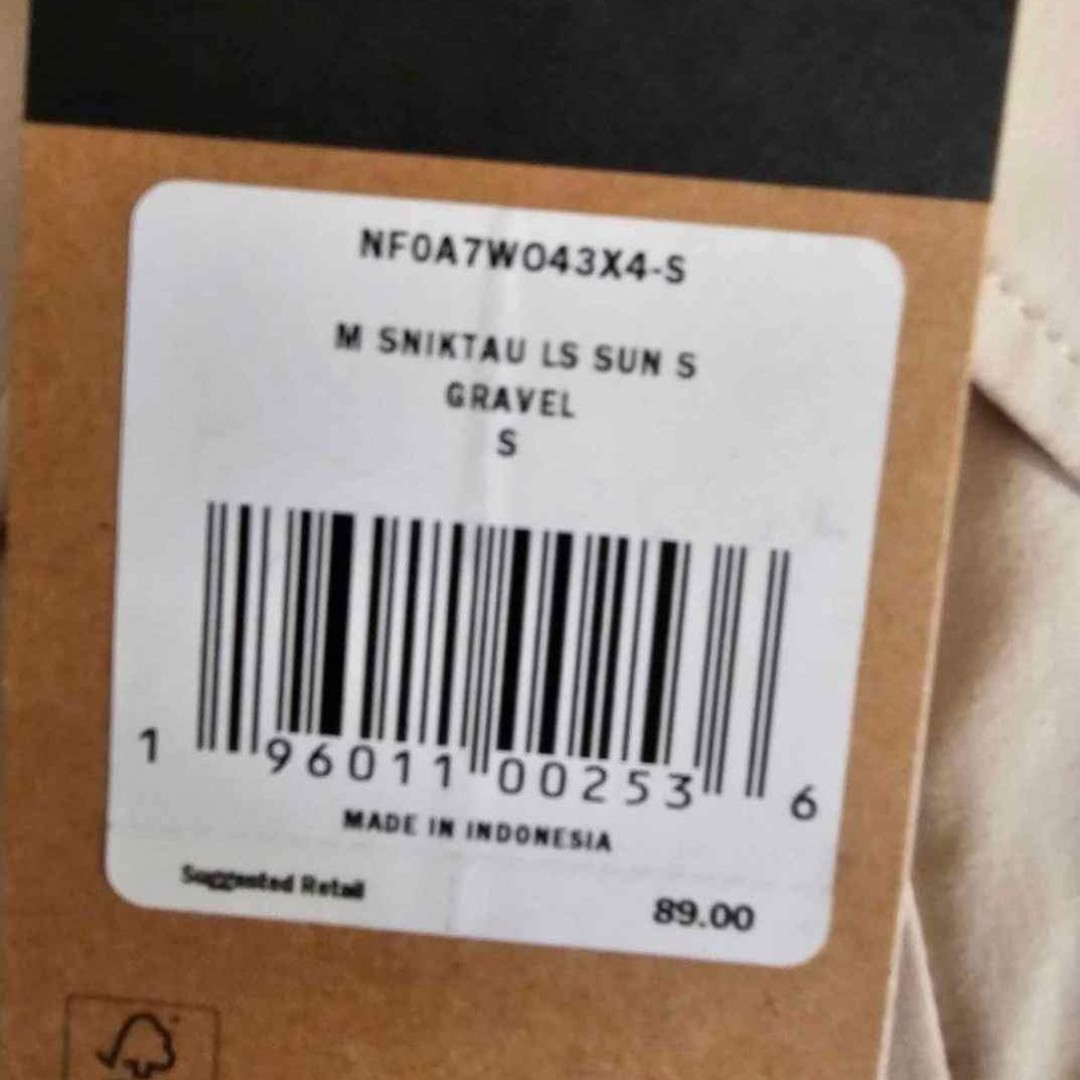 NF0A7WO43X4-S
M SNIKTAU LS SUN S
GRAVEL
S
1 96011 00253 6
MADE IN INDONESIA
Suggested Retail 89.00